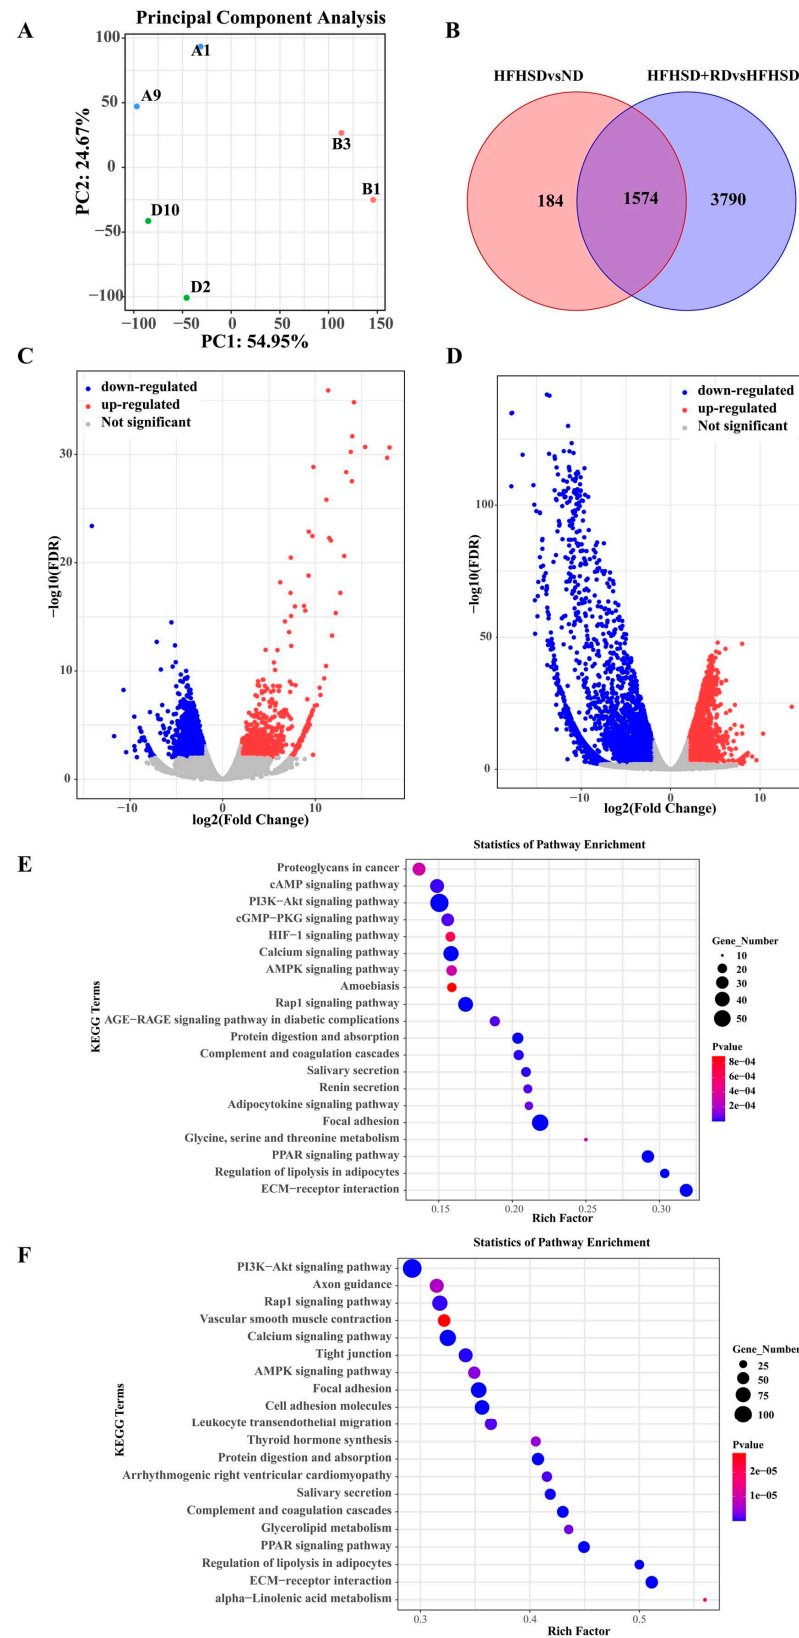 A
Principal Component Analysis
PC2: 24.67%
100
50
0
−50
−100
A1
A9
B3
B1
D10
D2
−100
−50
0
50
100
150
PC1: 54.95%
B
HFHSDvsND
HFHSD+RDvsHFHSD
184
1574
3790
C
down-regulated
up-regulated
Not significant
−log10(FDR)
30
20
10
0
−10
0
10
log2(Fold Change)
D
down-regulated
up-regulated
Not significant
−log10(FDR)
100
50
0
−10
0
10
log2(Fold Change)
E
Statistics of Pathway Enrichment
KEGG Terms
Proteoglycans in cancer
cAMP signaling pathway
PI3K−Akt signaling pathway
cGMP−PKG signaling pathway
HIF−1 signaling pathway
Calcium signaling pathway
AMPK signaling pathway
Amoebiasis
Rap1 signaling pathway
AGE−RAGE signaling pathway in diabetic complications
Protein digestion and absorption
Complement and coagulation cascades
Salivary secretion
Renin secretion
Adipocytokine signaling pathway
Focal adhesion
Glycine, serine and threonine metabolism
PPAR signaling pathway
Regulation of lipolysis in adipocytes
ECM−receptor interaction
0.15
0.20
0.25
0.30
Rich Factor
Gene_Number
10
20
30
40
50
Pvalue
8e−04
6e−04
4e−04
2e−04
F
Statistics of Pathway Enrichment
KEGG Terms
PI3K−Akt signaling pathway
Axon guidance
Rap1 signaling pathway
Vascular smooth muscle contraction
Calcium signaling pathway
Tight junction
AMPK signaling pathway
Focal adhesion
Cell adhesion molecules
Leukocyte transendothelial migration
Thyroid hormone synthesis
Protein digestion and absorption
Arrhythmogenic right ventricular cardiomyopathy
Salivary secretion
Complement and coagulation cascades
Glycerolipid metabolism
PPAR signaling pathway
Regulation of lipolysis in adipocytes
ECM−receptor interaction
alpha−Linolenic acid metabolism
0.3
0.4
0.5
Rich Factor
Gene_Number
25
50
75
100
Pvalue
2e−05
1e−05